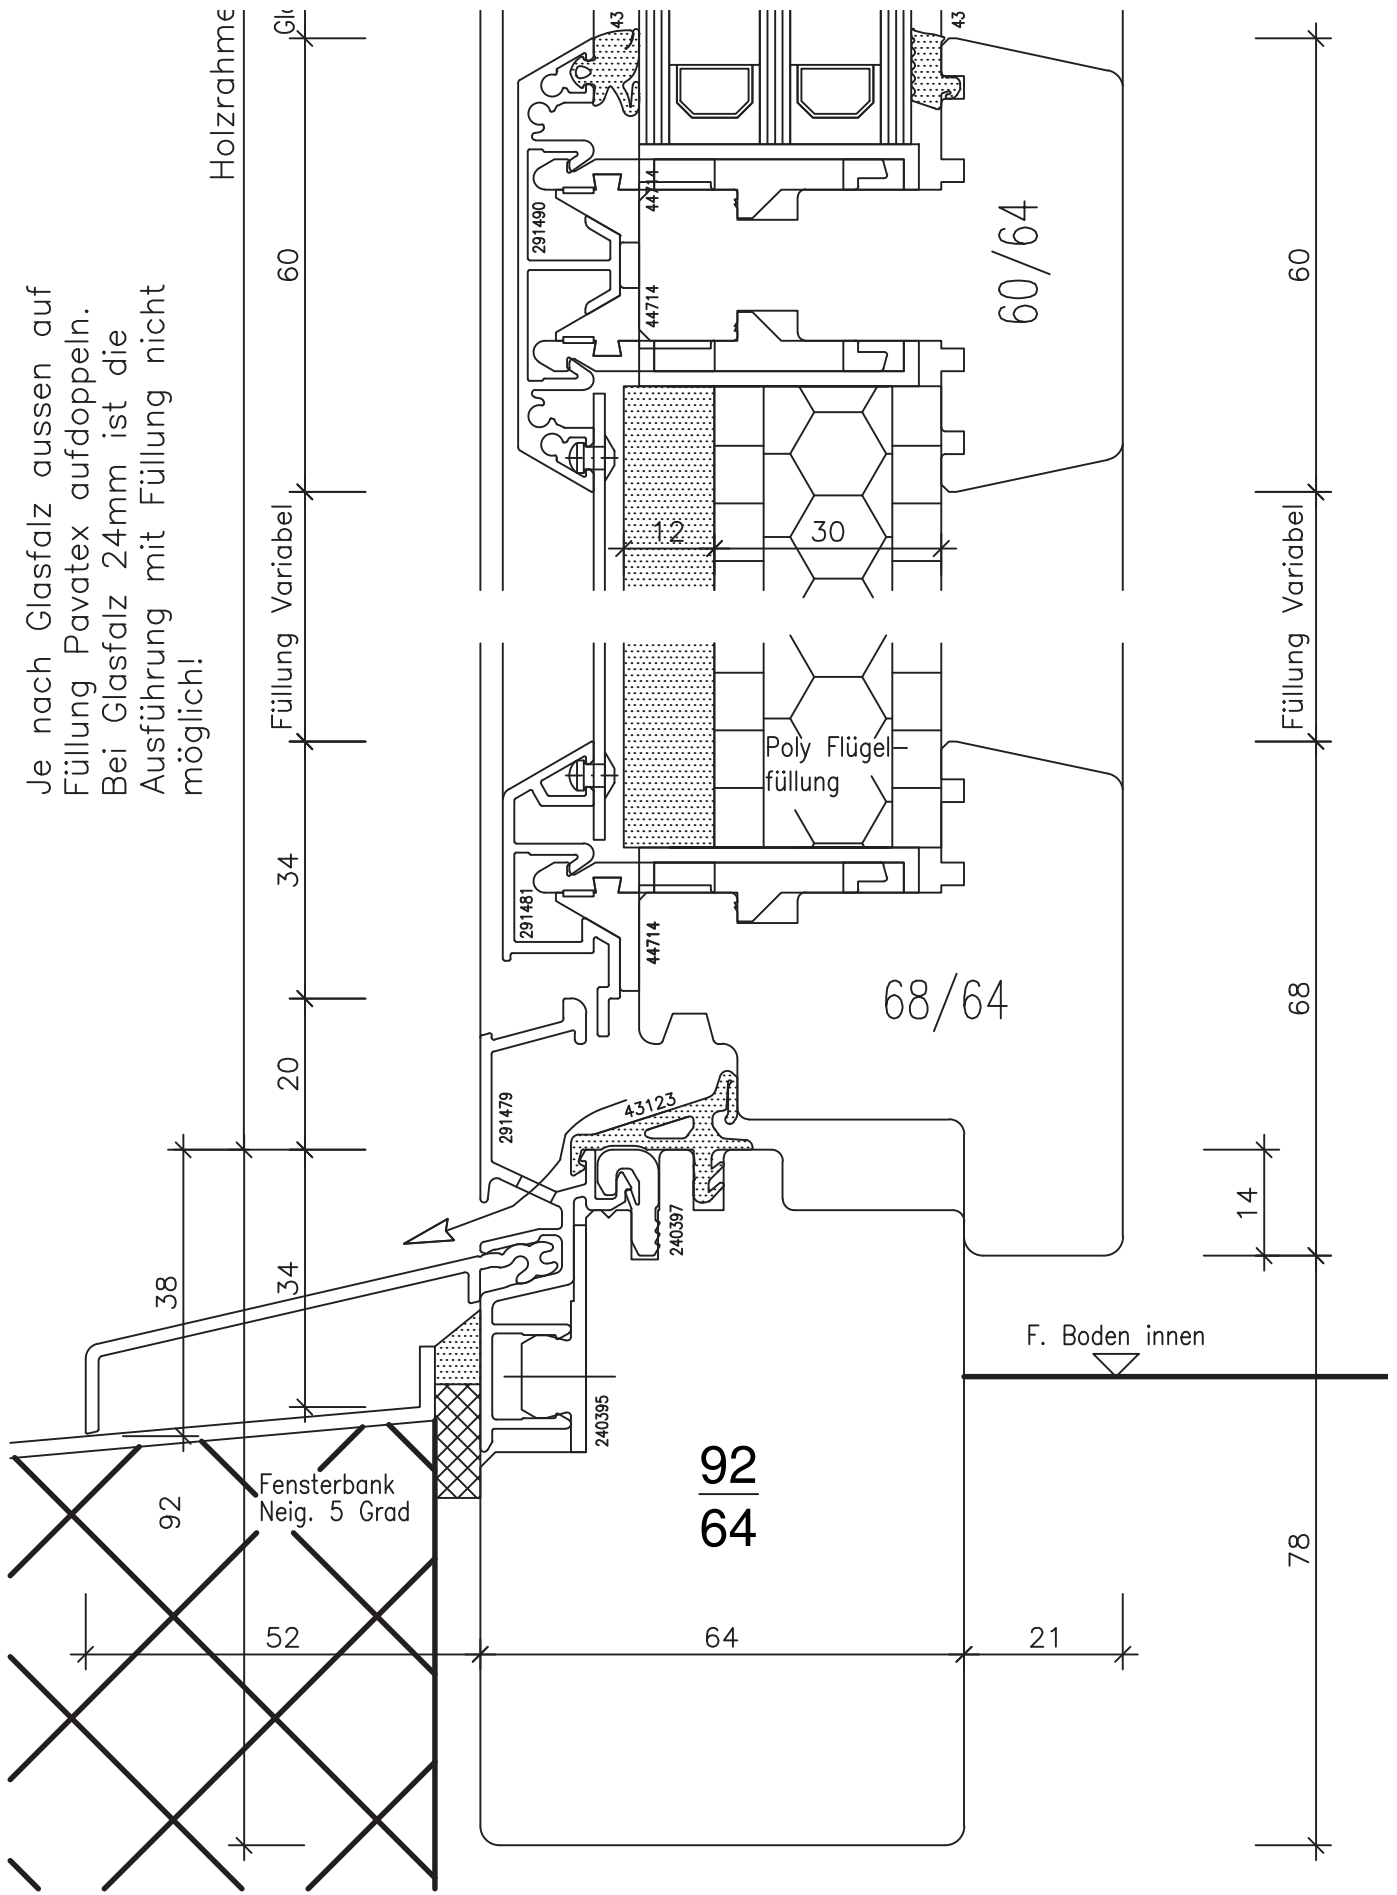 Je nach Glasfalz aussen auf
Füllung Pavatex aufdoppeln.
Bei Glasfalz 24mm ist die
Ausführung mit Füllung nicht
möglich!
Holzrahme
43
43
291490
44714
44714
60/64
60
60
Füllung Variabel
12
30
Füllung Variabel
Poly Flügel-
füllung
34
291481
44714
68/64
68
20
291479
43123
240397
14
38
34
F. Boden innen
240395
92
64
Fensterbank
Neig. 5 Grad
92
78
52
64
21